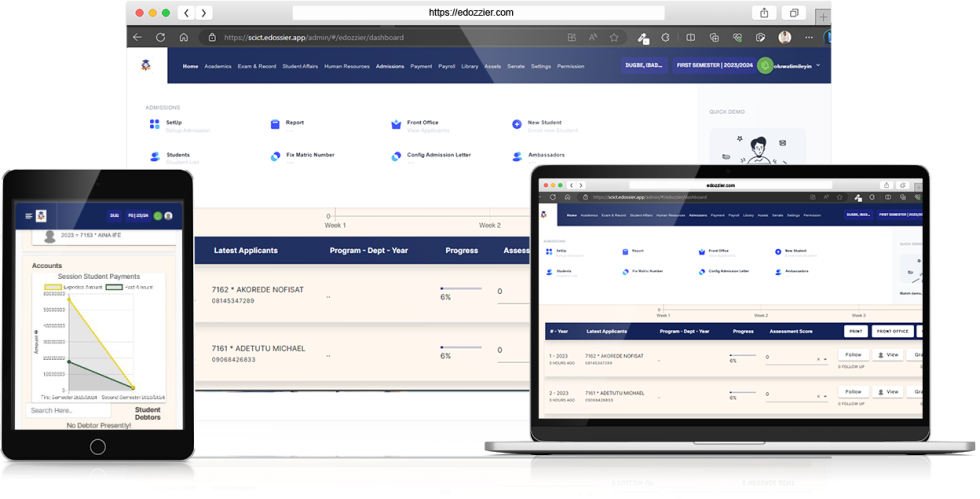 https://edozzier.com
https://scict.edossier.app/admin/#/edozzier/dashboard
Home Academics Exam & Record Student Affairs Human Resources Admissions Payment Payroll Library Assets Senate Settings Permission
DUGBE, (BAD... FIRST SEMESTER | 2023/2024 oluwatimileyin
ADMISSIONS
QUICK DEMO
SetUp Report Front Office New Student
Setup Admission View Applicants Enroll new Student
Students Fix Matric Number Config Admission Letter Ambassadors
Student List
0
Week 1 Week 2
Latest Applicants Program - Dept - Year Progress Assess
7162 * AKOREDE NOFISAT
08145347289
..
6%
0
7161 * ADETUTU MICHAEL
09068426833
..
6%
0
DUG FS | 23/24
2023 * 7153 * AINA IFE
Accounts
Session Student Payments
Expected Amount Paid Amount
First Semester 2023/2024 Second Semester 2023/2024
Search Here..
Student
Debtors
No Debtor Presently!
edozzier.com
https://scict.edossier.app/admin/#/edozzier/dashboard
Home Academics Exam & Record Student Affairs Human Resources Admissions Payment Payroll Library Assets Senate Settings Permission
DUGBE, (BAD... FIRST SEMESTER | 2023/
ADMISSIONS
QUICK DEMO
SetUp Report Front Office New Student
Students Fix Matric Number Config Admission Letter Ambassadors
0
Week 1 Week 2 Week 3
# - Year Latest Applicants Program - Dept - Year Progress Assessment Score PRINT FRONT OFFICE
1 - 2023 7162 * AKOREDE NOFISAT .. 6% 0 Follow View Gra
3 HOURS AGO 08145347289 0 FOLLOW UP
2 - 2023 7161 * ADETUTU MICHAEL .. 6% 0 Follow View Gra
3 HOURS AGO 09068426833 0 FOLLOW UP